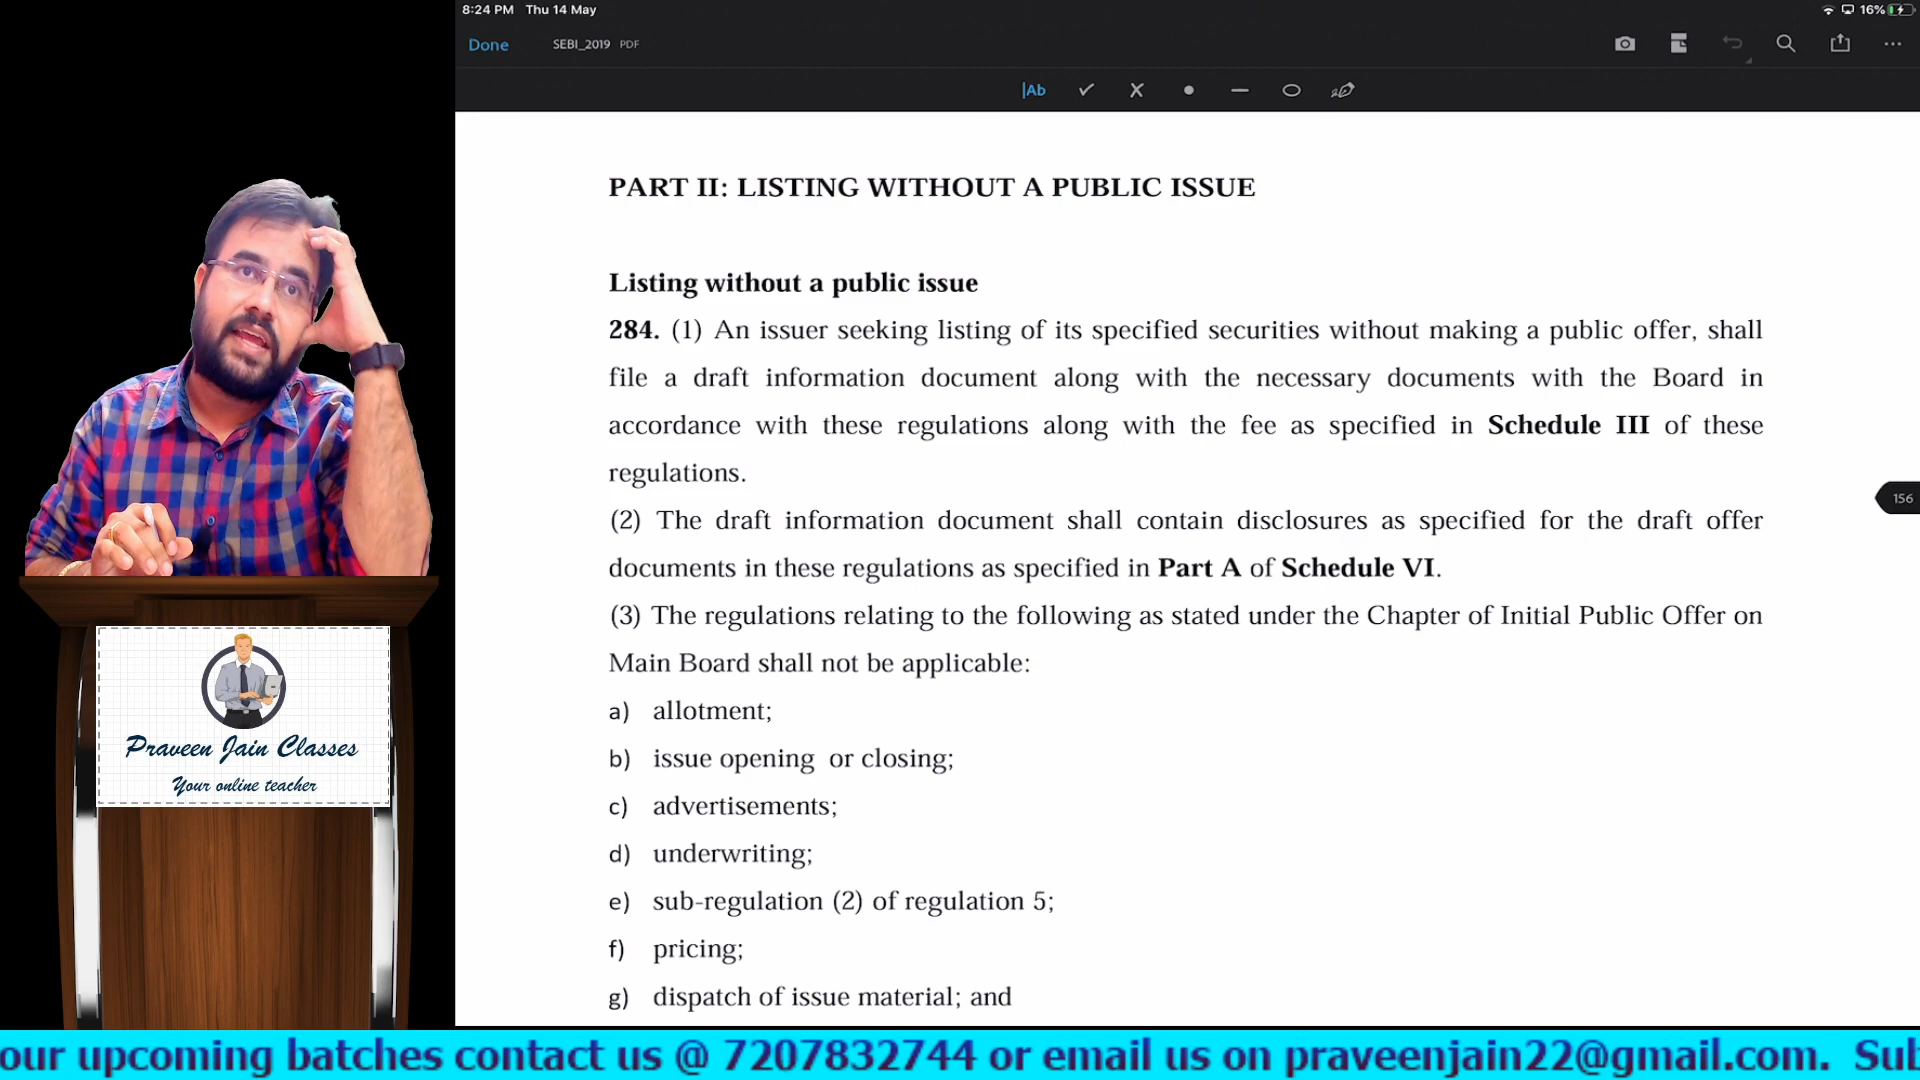 8:24 PM Thu 14 May
16%
Done
SEBI_2019 PDF
|Ab
PART II: LISTING WITHOUT A PUBLIC ISSUE
Listing without a public issue
284. (1) An issuer seeking listing of its specified securities without making a public offer, shall
file a draft information document along with the necessary documents with the Board in
accordance with these regulations along with the fee as specified in Schedule III of these
regulations.
(2) The draft information document shall contain disclosures as specified for the draft offer
documents in these regulations as specified in Part A of Schedule VI.
(3) The regulations relating to the following as stated under the Chapter of Initial Public Offer on
Main Board shall not be applicable:
a) allotment;
b) issue opening or closing;
c) advertisements;
d) underwriting;
e) sub-regulation (2) of regulation 5;
f) pricing;
g) dispatch of issue material; and
156
Praveen Jain Classes
Your online teacher
our upcoming batches contact us @ 7207832744 or email us on praveenjain22@gmail.com. Sub